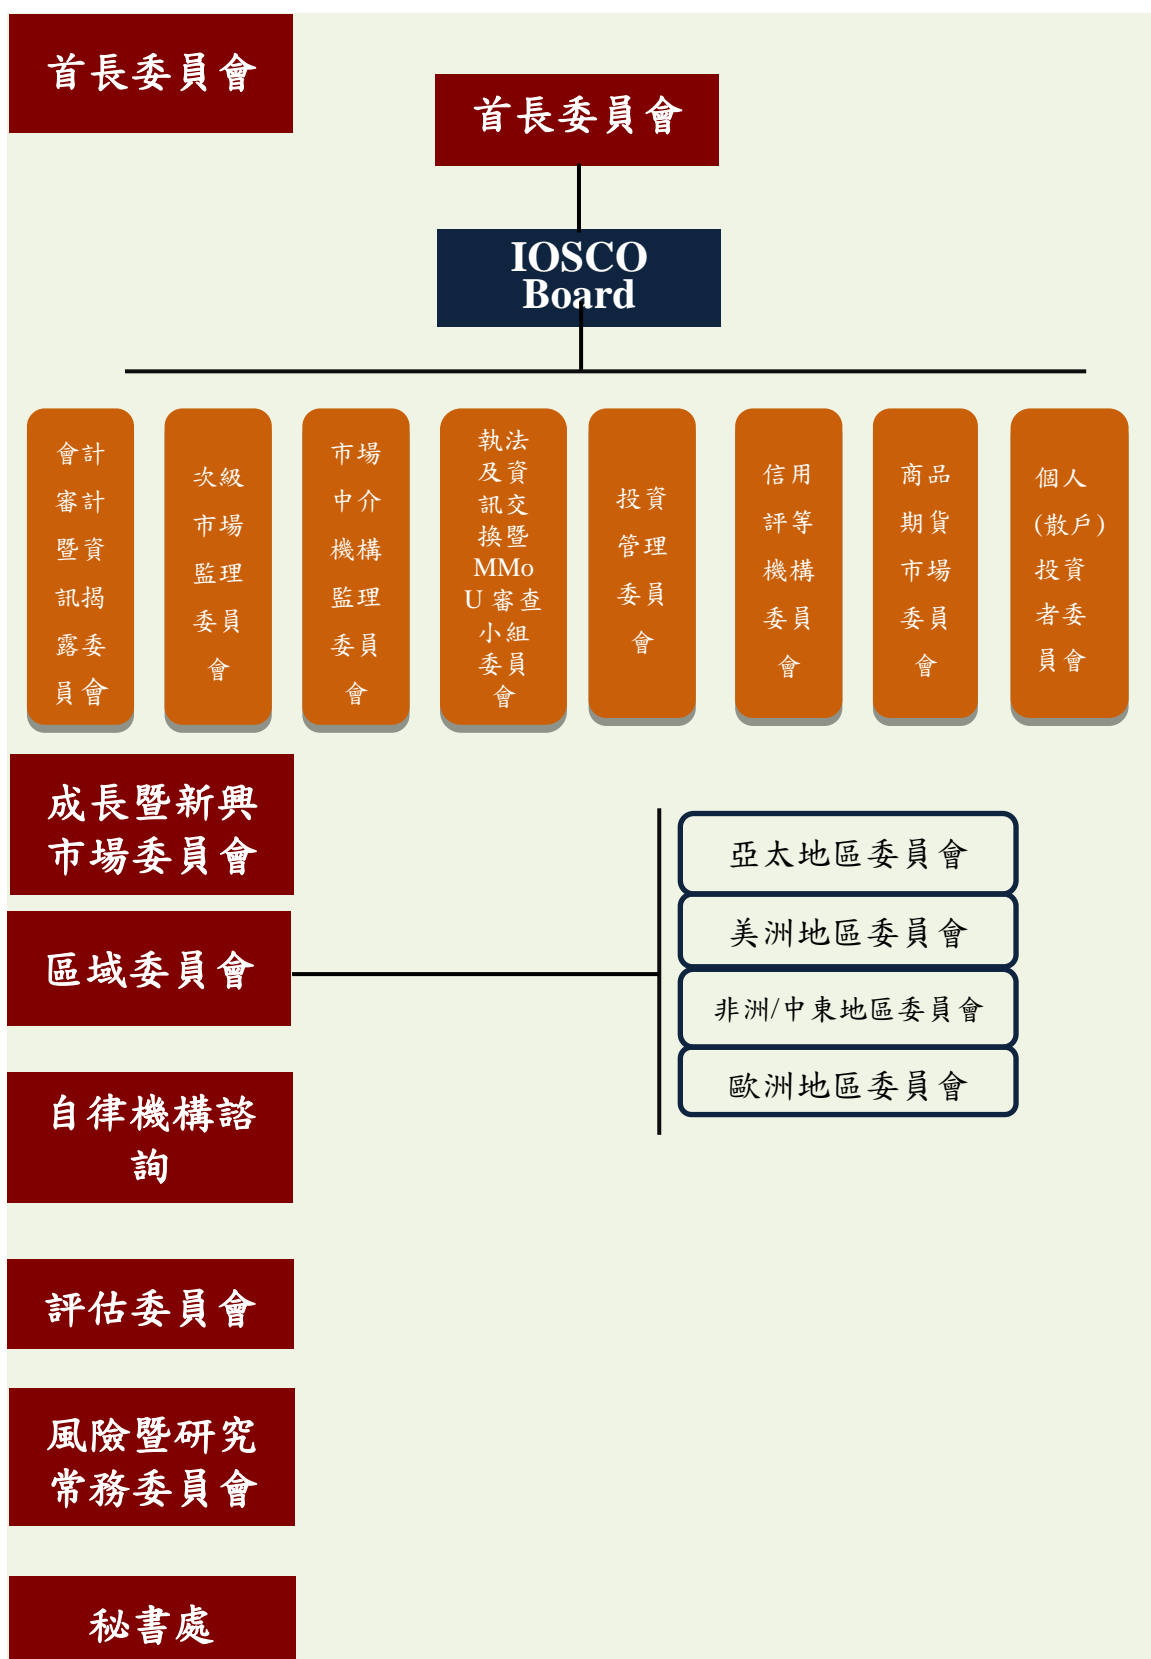 首長委員會
首長委員會
IOSCO
Board
會計
審計
暨資
訊揭
露委
員會
次級
市場
監理
委員
會
市場
中介
機構
監理
委員
會
執法
及資
訊交
換暨
MMo
U 審查
小組
委員
會
投資
管理
委員
會
信用
評等
機構
委員
會
商品
期貨
市場
委員
會
個人
(散戶)
投資
者委
員會
成長暨新興
市場委員會
區域委員會
亞太地區委員會
美洲地區委員會
非洲/中東地區委員會
歐洲地區委員會
自律機構諮
詢
評估委員會
風險暨研究
常務委員會
秘書處